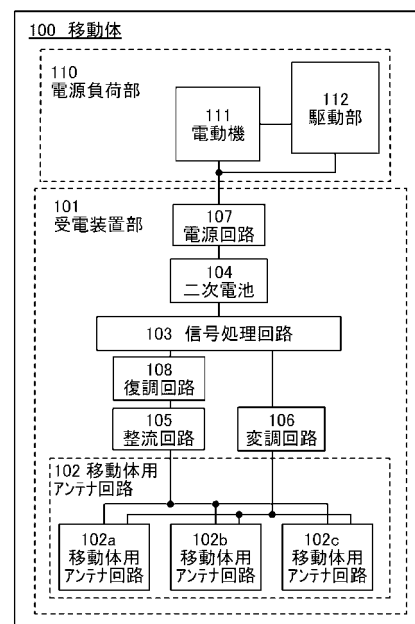 100 移動体
110
電源負荷部
111
電動機
112
駆動部
101
受電装置部
107
電源回路
104
二次電池
103 信号処理回路
108
復調回路
105
整流回路
106
変調回路
102 移動体用
アンテナ回路
102a
移動体用
アンテナ回路
102b
移動体用
アンテナ回路
102c
移動体用
アンテナ回路